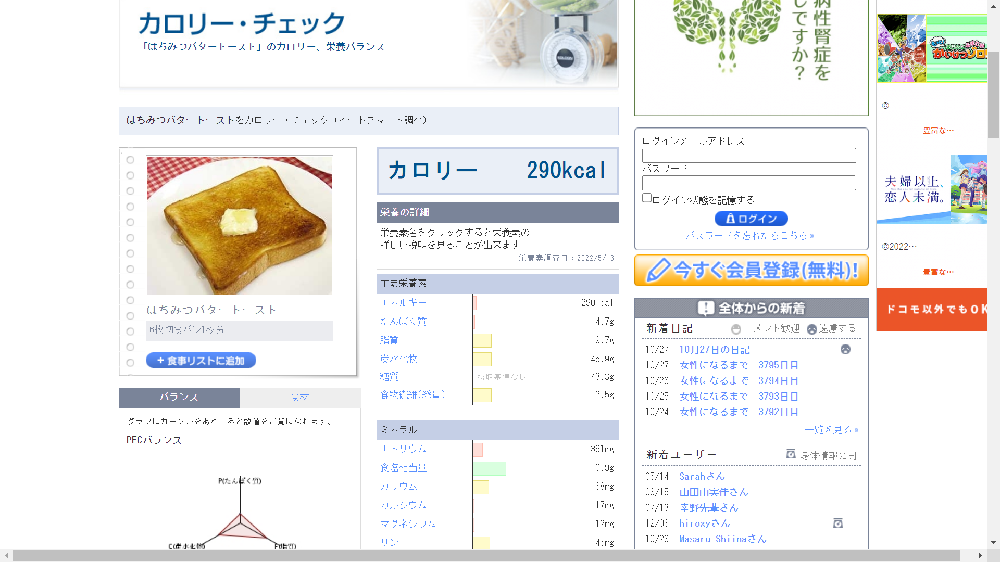 カロリー・チェック
「はちみつバタートースト」のカロリー、栄養バランス
はちみつバタートーストをカロリー・チェック（イートスマート調べ）
はちみつバタートースト
6枚切食パン1枚分
+ 食事リストに追加
バランス
食材
グラフにカーソルをあわせると数値をご覧になれます。
PFCバランス
P(たんぱく質)
C(炭水化物)
F(脂質)
カロリー 290kcal
栄養の詳細
栄養素名をクリックすると栄養素の
詳しい説明を見ることが出来ます
栄養素調査日：2022/5/16
主要栄養素
エネルギー 290kcal
たんぱく質 4.7g
脂質 9.7g
炭水化物 45.9g
糖質 摂取基準なし 43.3g
食物繊維(総量) 2.5g
ミネラル
ナトリウム 361mg
食塩相当量 0.9g
カリウム 68mg
カルシウム 17mg
マグネシウム 12mg
リン 45mg
病性腎症を
してすか？
ログインメールアドレス
パスワード
ログイン状態を記憶する
ログイン
パスワードを忘れたらこちら »
今すぐ会員登録(無料)!
全体からの新着
新着日記 コメント歓迎 遠慮する
10/27 10月27日の日記
10/27 女性になるまで 3795日目
10/26 女性になるまで 3794日目
10/25 女性になるまで 3793日目
10/24 女性になるまで 3792日目
一覧を見る »
新着ユーザー 身体情報公開
05/14 Sarahさん
03/15 山田由実佳さん
07/13 幸野先輩さん
12/03 hiroxyさん
10/23 Masaru Shiinaさん
かいけつゾロ
©
豊富な…
夫婦以上、
恋人未満。
©2022…
豊富な…
ドコモ以外でもOK